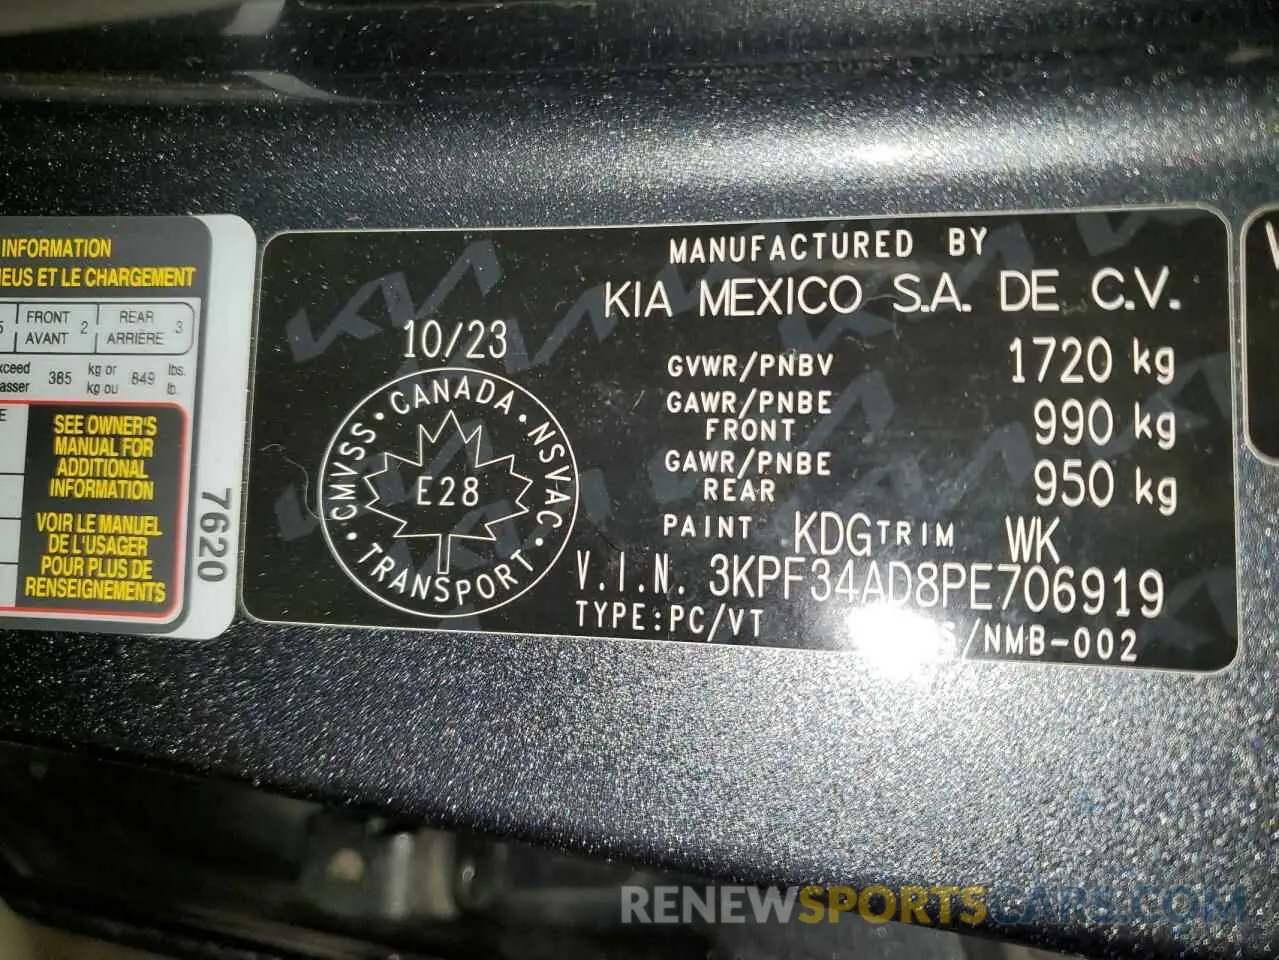 INFORMATION
NEUS ET LE CHARGEMENT
5 FRONT AVANT 2 REAR ARRIÈRE 3
385 kg or kg ou 849 lbs. lb.
SEE OWNER'S
MANUAL FOR
ADDITIONAL
INFORMATION
VOIR LE MANUEL
DE L'USAGER
POUR PLUS DE
RENSEIGNEMENTS
7620
MANUFACTURED BY
KIA MEXICO S.A. DE C.V.
10/23
GVWR/PNBV 1720 kg
GAWR/PNBE FRONT 990 kg
GAWR/PNBE REAR 950 kg
PAINT KDG TRIM WK
V.I.N. 3KPF34AD8PE706919
TYPE:PC/VT S/NMB-002
CMVSS • CANADA • NSVAC • TRANSPORT •
E28
RENEWSPORTSCARS.COM